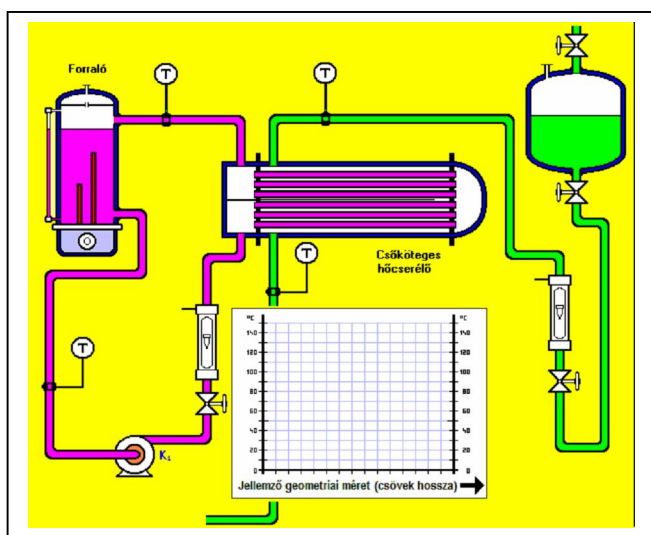 Forraló
T
T
T
T
Csőköteges
hőcserélő
K₁
°C
°C
140
140
120
120
100
100
80
80
60
60
40
40
20
20
0
0
Jellemző geometriai méret (csövek hossza)